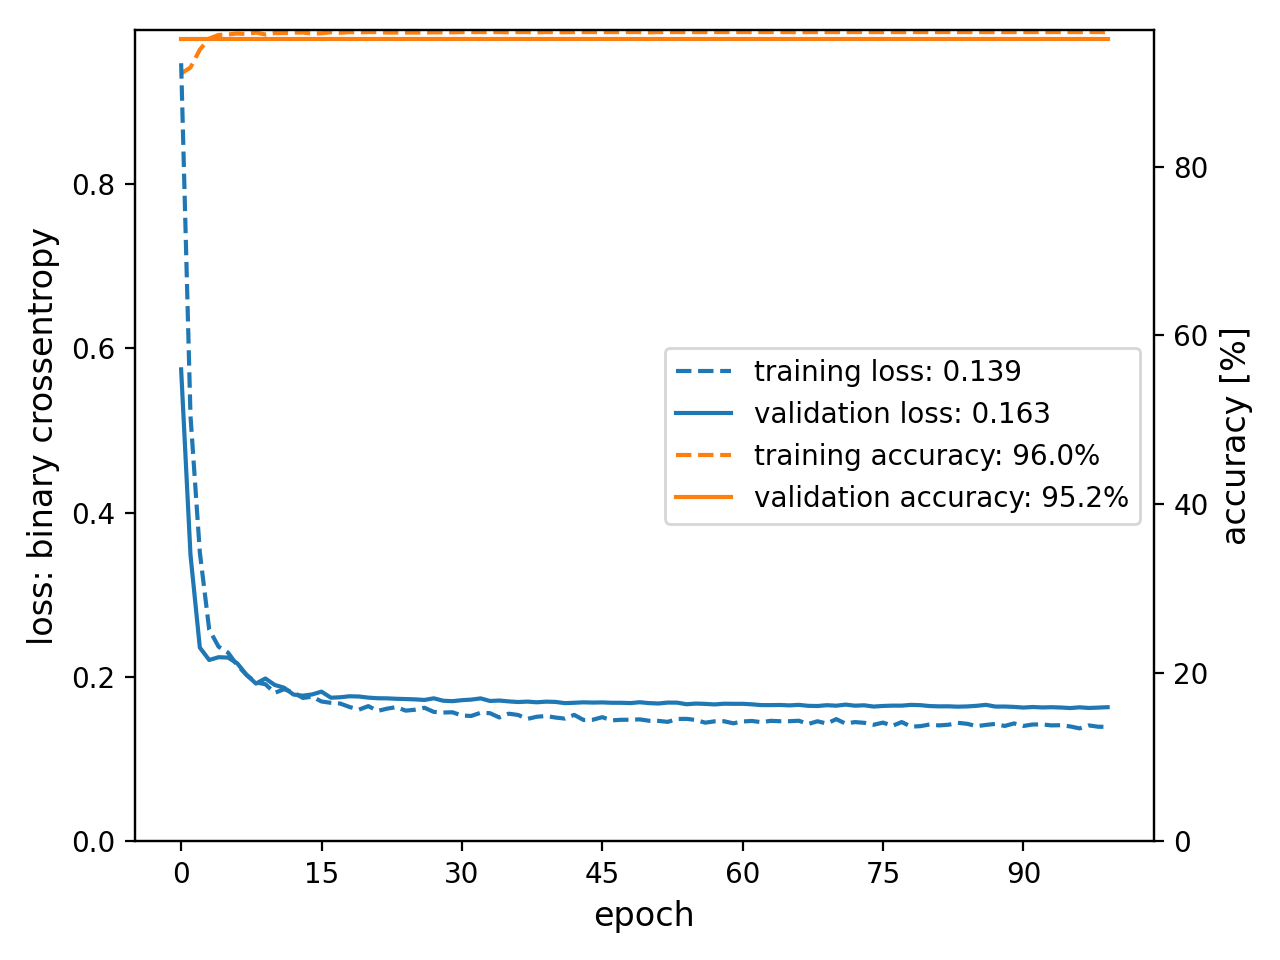 0.8
0.6
0.4
0.2
0.0
loss: binary crossentropy
80
60
40
20
0
accuracy [%]
training loss: 0.139
validation loss: 0.163
training accuracy: 96.0%
validation accuracy: 95.2%
0 15 30 45 60 75 90
epoch